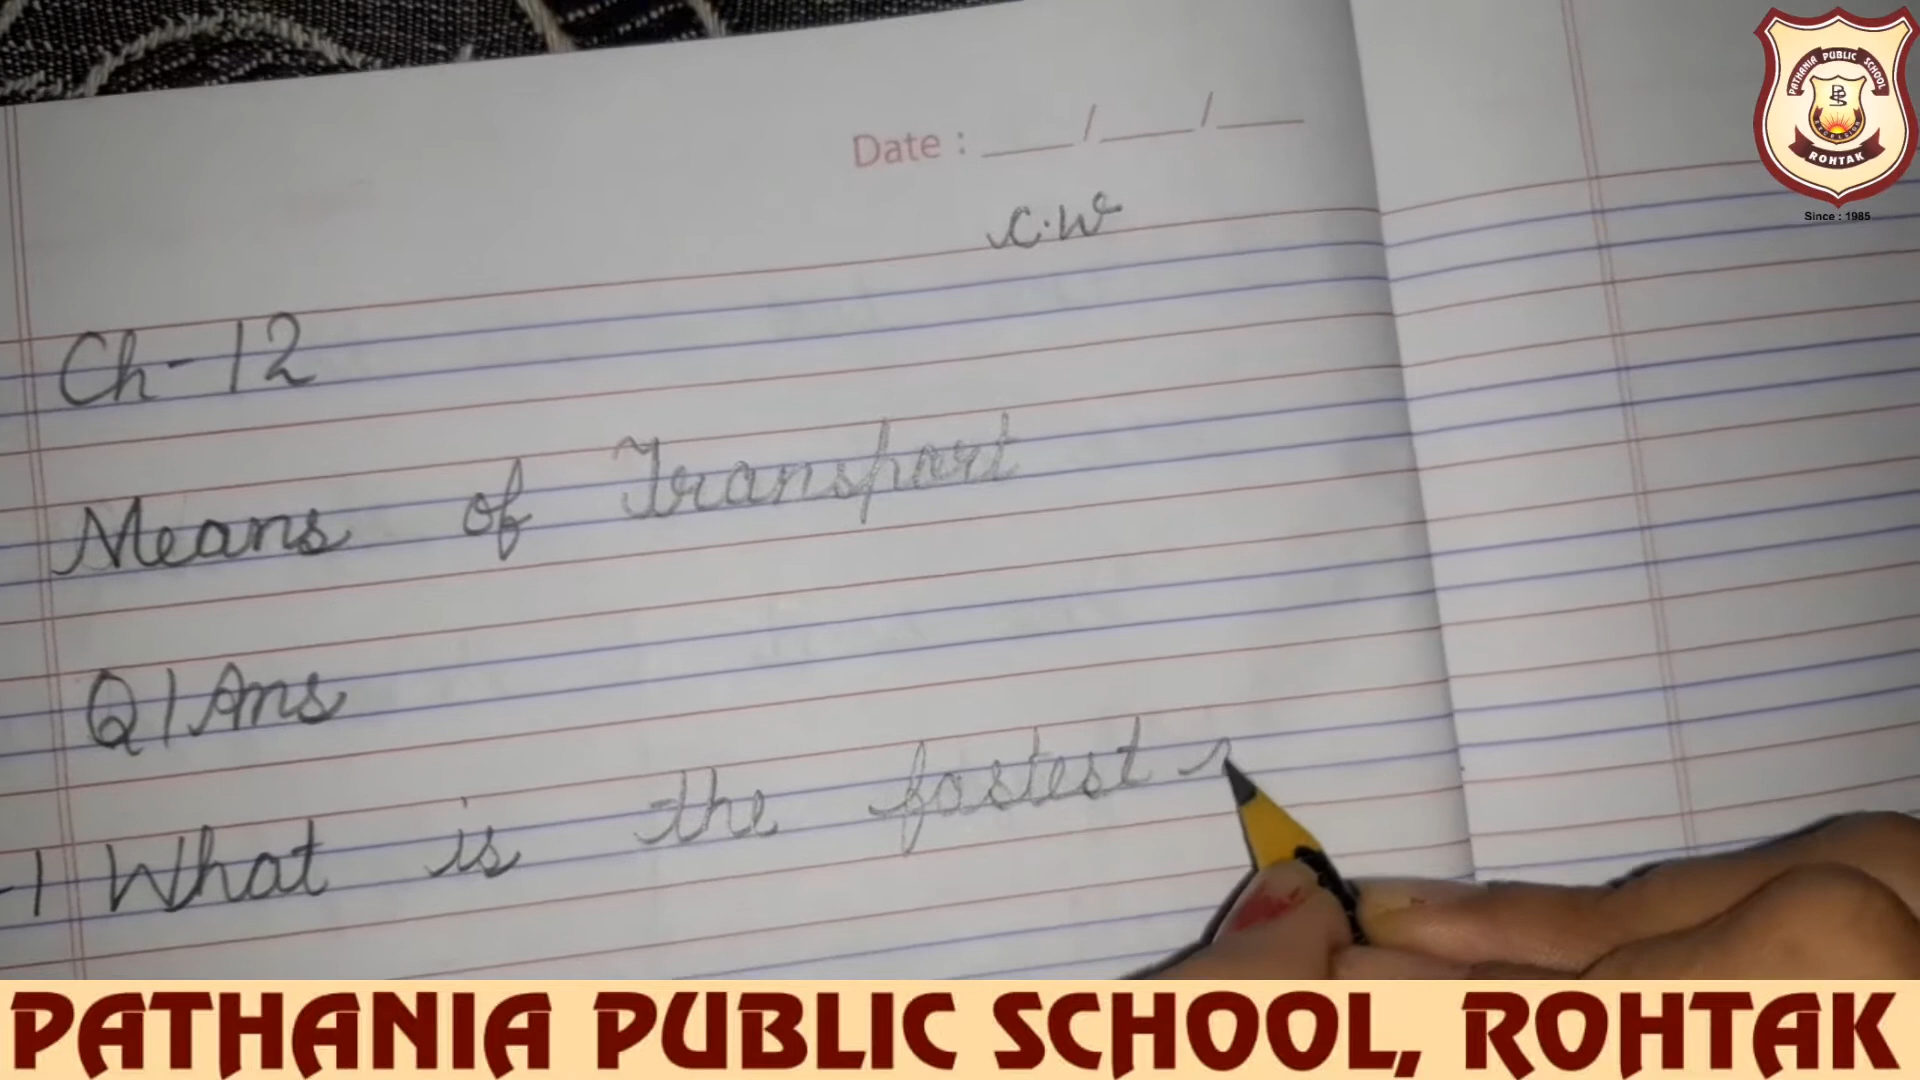 PATHANIA PUBLIC SCHOOL
ROHTAK
Since : 1985
Date : ___/___/___
C.W
Ch-12
Means of Transport
Q1 Ans
-1 What is the fastest
PATHANIA PUBLIC SCHOOL, ROHTAK